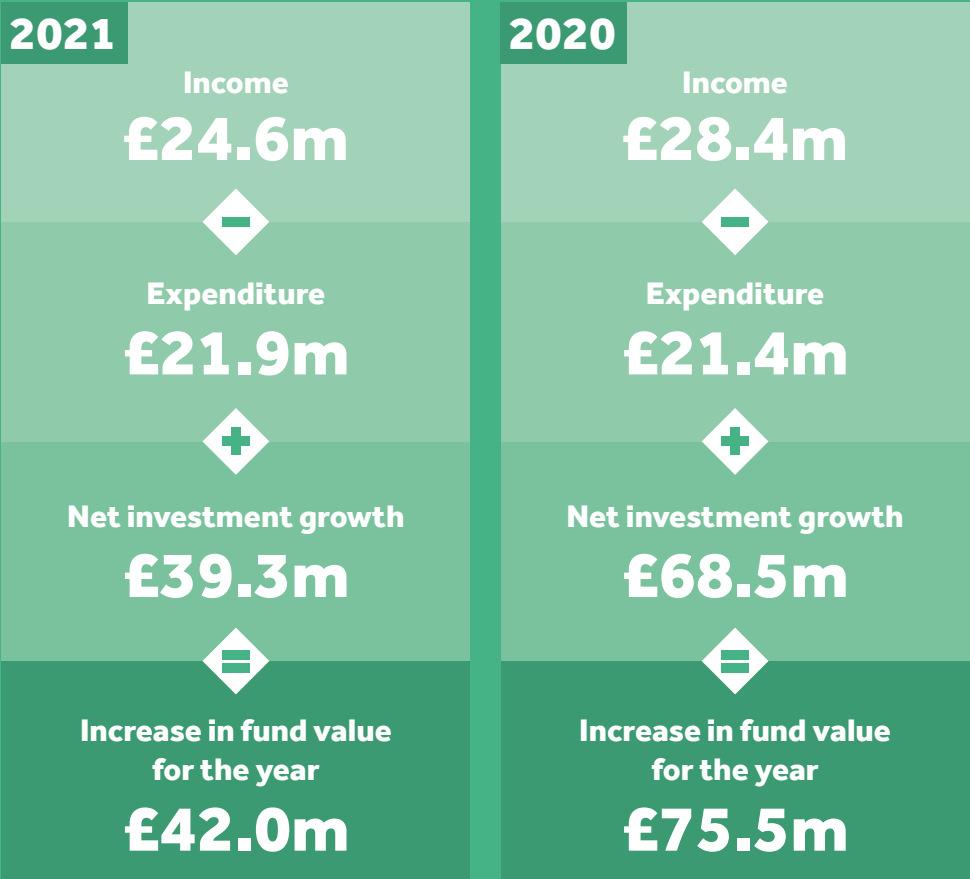 2021
Income
£24.6m
−
Expenditure
£21.9m
+
Net investment growth
£39.3m
=
Increase in fund value
for the year
£42.0m
2020
Income
£28.4m
−
Expenditure
£21.4m
+
Net investment growth
£68.5m
=
Increase in fund value
for the year
£75.5m